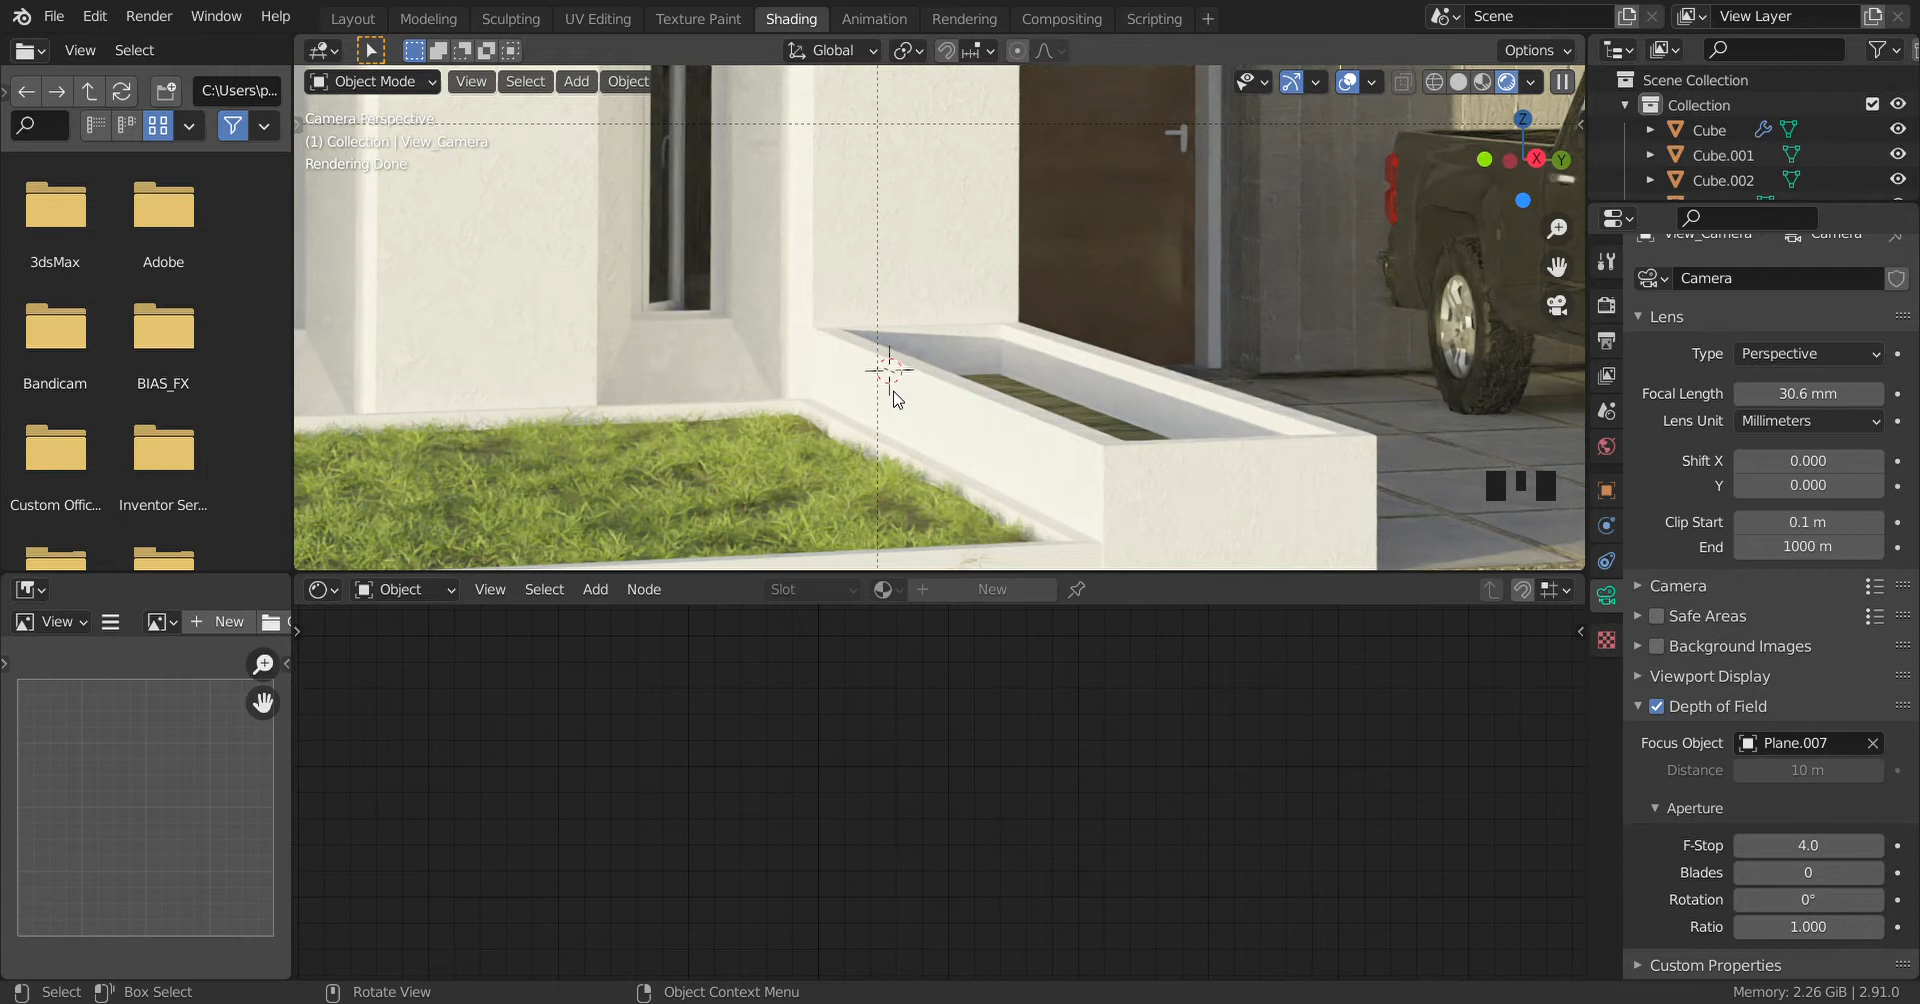 File Edit Render Window Help Layout Modeling Sculpting UV Editing Texture Paint Shading Animation Rendering Compositing Scripting + Scene View Layer
View Select Global Options
C:\Users\p... Object Mode View Select Add Object Scene Collection
Collection
Camera Perspective
(1) Collection | View_Camera
Rendering Done
Z
X Y
Cube
Cube.001
Cube.002
3dsMax Adobe
Bandicam BIAS_FX
Custom Offic... Inventor Ser...
View_Camera Camera
Camera
Lens
Type Perspective
Focal Length 30.6 mm
Lens Unit Millimeters
Shift X 0.000
Y 0.000
Clip Start 0.1 m
End 1000 m
Camera
Safe Areas
Background Images
Viewport Display
Depth of Field
Focus Object Plane.007
Distance 10 m
Aperture
F-Stop 4.0
Blades 0
Rotation 0°
Ratio 1.000
Custom Properties
Object View Select Add Node Slot New
View New
Select Box Select Rotate View Object Context Menu Memory: 2.26 GiB | 2.91.0